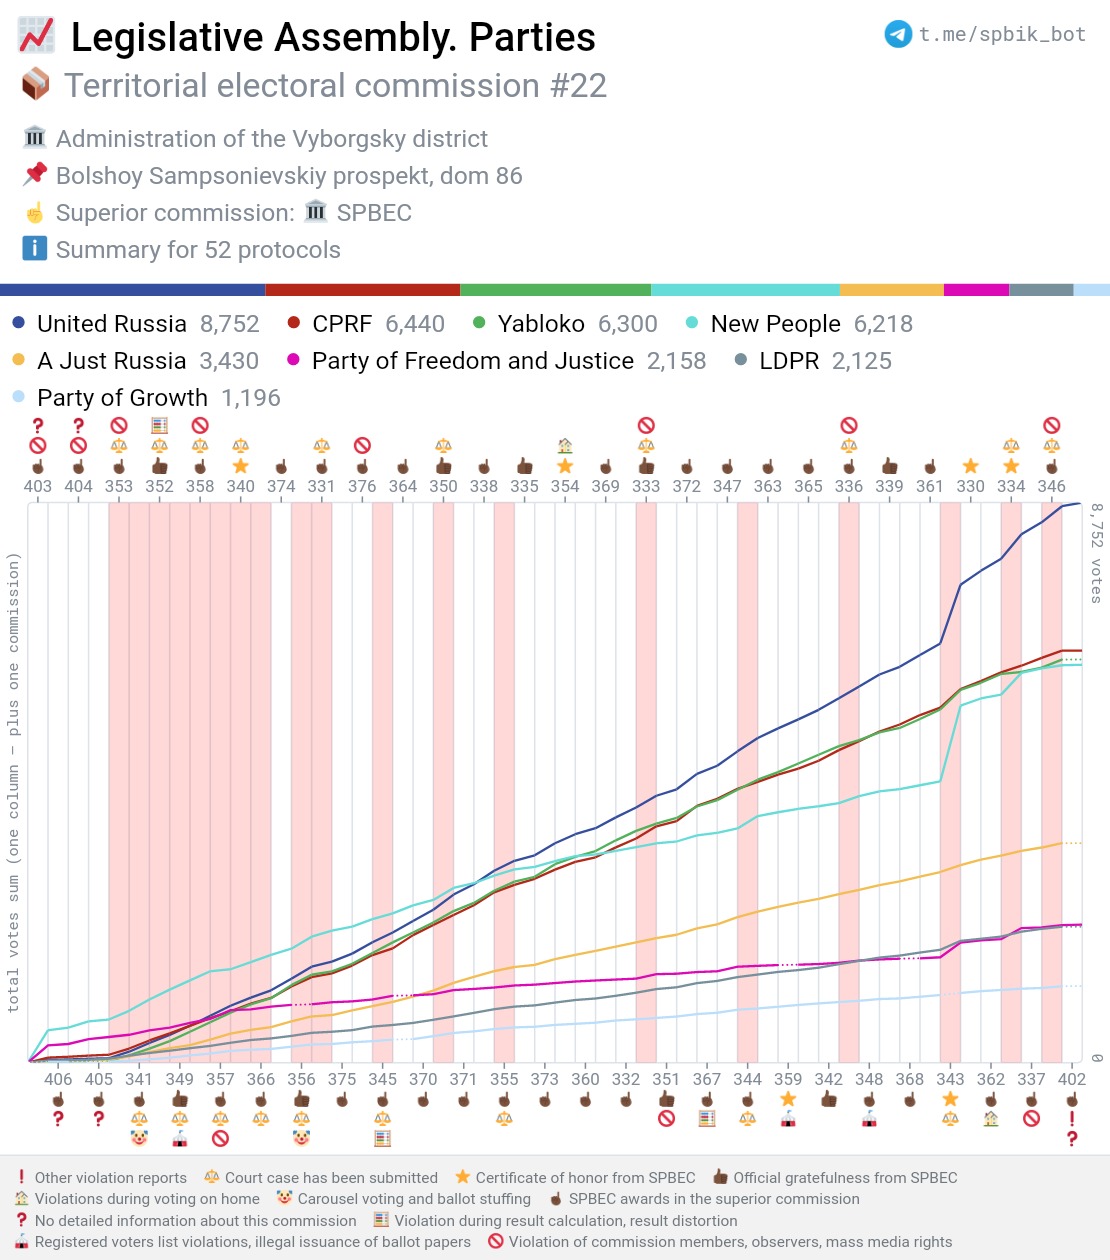 Legislative Assembly. Parties
t.me/spbik_bot
Territorial electoral commission #22
Administration of the Vyborgsky district
Bolshoy Sampsonievskiy prospekt, dom 86
Superior commission: SPBEC
Summary for 52 protocols
United Russia 8,752 CPRF 6,440 Yabloko 6,300 New People 6,218
A Just Russia 3,430 Party of Freedom and Justice 2,158 LDPR 2,125
Party of Growth 1,196
403 404 353 352 358 340 374 331 376 364 350 338 335 354 369 333 372 347 363 365 336 339 361 330 334 346
8,752 votes
total votes sum (one column – plus one commission)
0
406 405 341 349 357 366 356 375 345 370 371 355 373 360 332 351 367 344 359 342 348 368 343 362 337 402
Other violation reports Court case has been submitted Certificate of honor from SPBEC Official gratefulness from SPBEC
Violations during voting on home Carousel voting and ballot stuffing SPBEC awards in the superior commission
No detailed information about this commission Violation during result calculation, result distortion
Registered voters list violations, illegal issuance of ballot papers Violation of commission members, observers, mass media rights